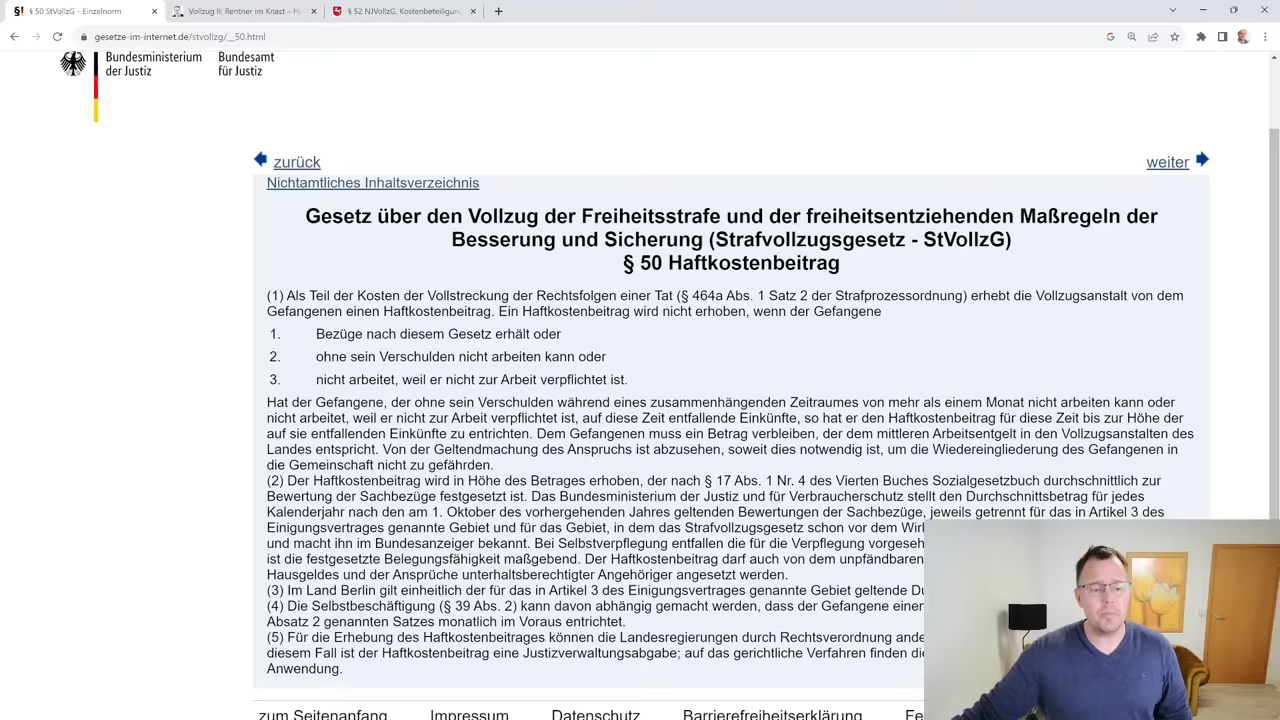 § 50 StVollzG - Einzelnorm
Vollzug II: Rentner im Knast –
§ 52 NJVollzG, Kostenbeteiligung
gesetze-im-internet.de/stvollzg/__50.html
Bundesministerium
der Justiz
Bundesamt
für Justiz
zurück
weiter
Nichtamtliches Inhaltsverzeichnis
Gesetz über den Vollzug der Freiheitsstrafe und der freiheitsentziehenden Maßregeln der
Besserung und Sicherung (Strafvollzugsgesetz - StVollzG)
§ 50 Haftkostenbeitrag
(1) Als Teil der Kosten der Vollstreckung der Rechtsfolgen einer Tat (§ 464a Abs. 1 Satz 2 der Strafprozessordnung) erhebt die Vollzugsanstalt von dem
Gefangenen einen Haftkostenbeitrag. Ein Haftkostenbeitrag wird nicht erhoben, wenn der Gefangene
1. Bezüge nach diesem Gesetz erhält oder
2. ohne sein Verschulden nicht arbeiten kann oder
3. nicht arbeitet, weil er nicht zur Arbeit verpflichtet ist.
Hat der Gefangene, der ohne sein Verschulden während eines zusammenhängenden Zeitraumes von mehr als einem Monat nicht arbeiten kann oder
nicht arbeitet, weil er nicht zur Arbeit verpflichtet ist, auf diese Zeit entfallende Einkünfte, so hat er den Haftkostenbeitrag für diese Zeit bis zur Höhe der
auf sie entfallenden Einkünfte zu entrichten. Dem Gefangenen muss ein Betrag verbleiben, der dem mittleren Arbeitsentgelt in den Vollzugsanstalten des
Landes entspricht. Von der Geltendmachung des Anspruchs ist abzusehen, soweit dies notwendig ist, um die Wiedereingliederung des Gefangenen in
die Gemeinschaft nicht zu gefährden.
(2) Der Haftkostenbeitrag wird in Höhe des Betrages erhoben, der nach § 17 Abs. 1 Nr. 4 des Vierten Buches Sozialgesetzbuch durchschnittlich zur
Bewertung der Sachbezüge festgesetzt ist. Das Bundesministerium der Justiz und für Verbraucherschutz stellt den Durchschnittsbetrag für jedes
Kalenderjahr nach den am 1. Oktober des vorhergehenden Jahres geltenden Bewertungen der Sachbezüge, jeweils getrennt für das in Artikel 3 des
Einigungsvertrages genannte Gebiet und für das Gebiet, in dem das Strafvollzugsgesetz schon vor dem
und macht ihn im Bundesanzeiger bekannt. Bei Selbstverpflegung entfallen die für die Verpflegung
ist die festgesetzte Belegungsfähigkeit maßgebend. Der Haftkostenbeitrag darf auch von dem unpfändbaren
Hausgeldes und der Ansprüche unterhaltsberechtigter Angehöriger angesetzt werden.
(3) Im Land Berlin gilt einheitlich der für das in Artikel 3 des Einigungsvertrages genannte Gebiet geltende
(4) Die Selbstbeschäftigung (§ 39 Abs. 2) kann davon abhängig gemacht werden, dass der Gefangene
Absatz 2 genannten Satzes monatlich im Voraus entrichtet.
(5) Für die Erhebung des Haftkostenbeitrages können die Landesregierungen durch Rechtsverordnung
diesem Fall ist der Haftkostenbeitrag eine Justizverwaltungsabgabe; auf das gerichtliche Verfahren finden
Anwendung.
zum Seitenanfang Impressum Datenschutz Barrierefreiheitserklärung